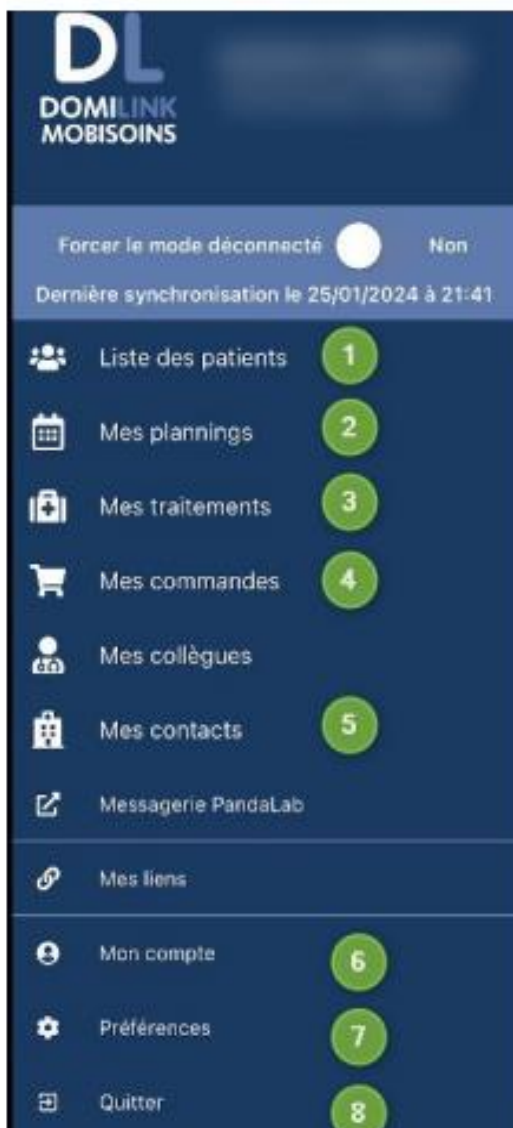 DL
DOMILINK
MOBISOINS
Forcer le mode déconnecté Non
Dernière synchronisation le 25/01/2024 à 21:41
Liste des patients 1
Mes plannings 2
Mes traitements 3
Mes commandes 4
Mes collègues
Mes contacts 5
Messagerie PandaLab
Mes liens
Mon compte 6
Préférences 7
Quitter 8